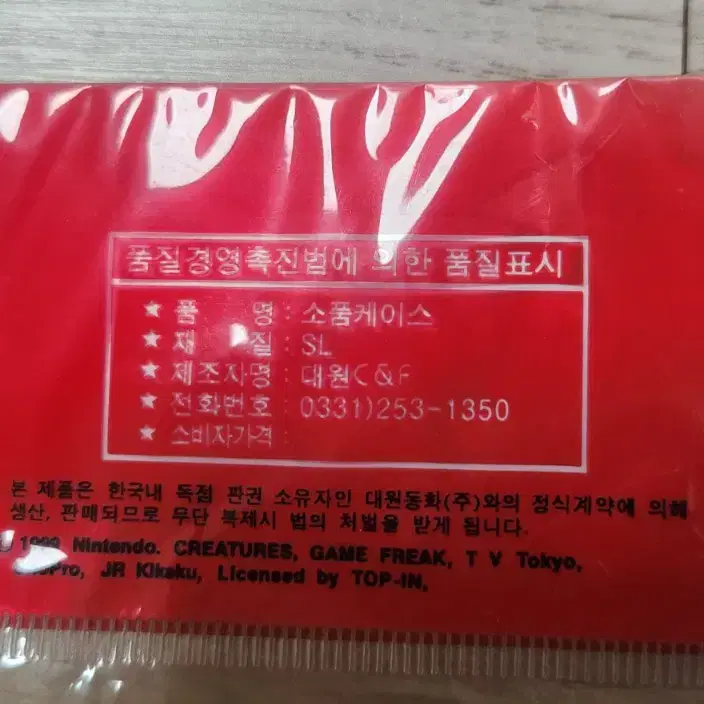 품질경영촉진법에 의한 품질표시
★ 품 명 : 소품케이스
★ 재 질 : SL
★ 제조자명 : 대원C&F
★ 전화번호 : 0331)253-1350
★ 소비자가격 :
본 제품은 한국내 독점 판권 소유자인 대원동화(주)와의 정식계약에 의해
생산, 판매되므로 무단 복제시 법의 처벌을 받게 됩니다.
1999 Nintendo. CREATURES, GAME FREAK, T V Tokyo,
JR Kikaku, Licensed by TOP-IN,